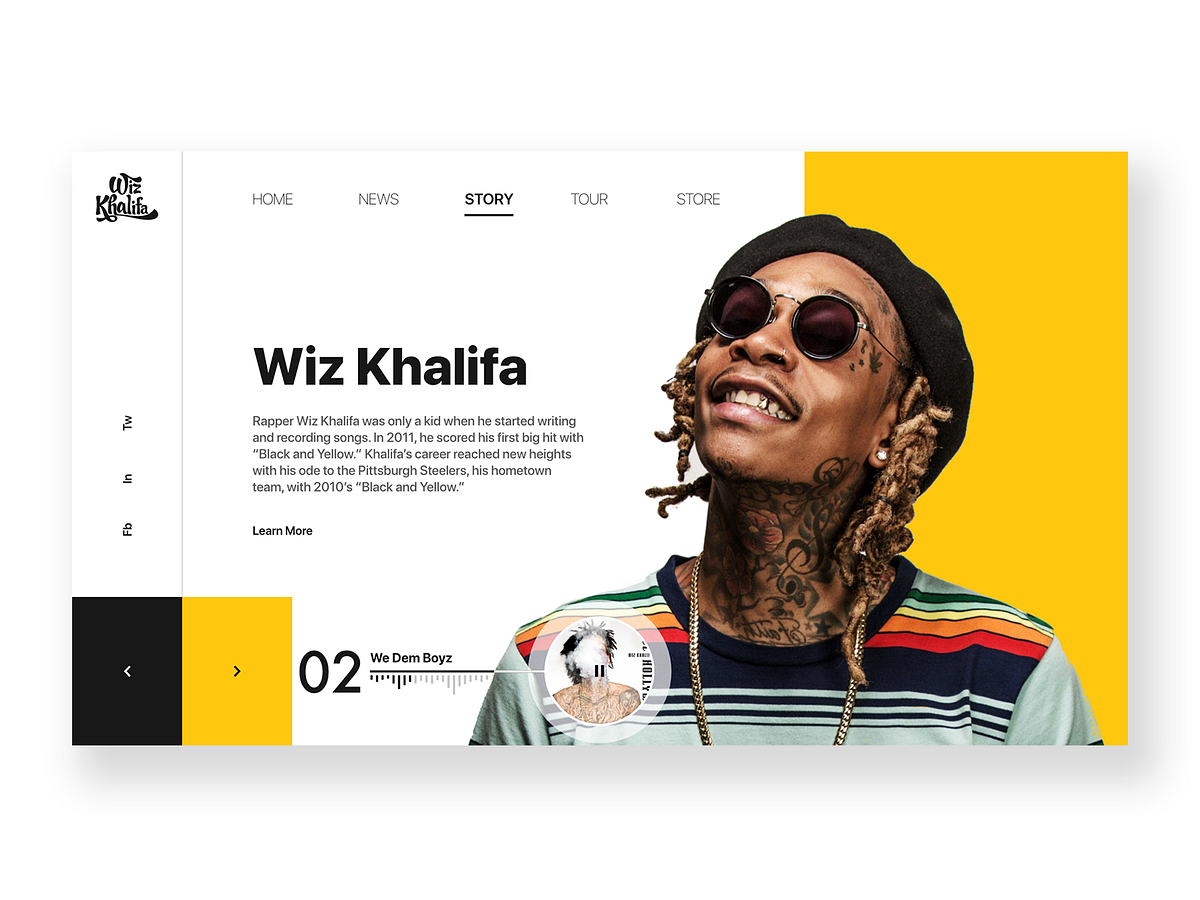 Wiz
Khalifa
HOME NEWS STORY TOUR STORE
Wiz Khalifa
Rapper Wiz Khalifa was only a kid when he started writing
and recording songs. In 2011, he scored his first big hit with
“Black and Yellow.” Khalifa’s career reached new heights
with his ode to the Pittsburgh Steelers, his hometown
team, with 2010’s “Black and Yellow.”
Learn More
Tw
In
Fb
02
We Dem Boyz